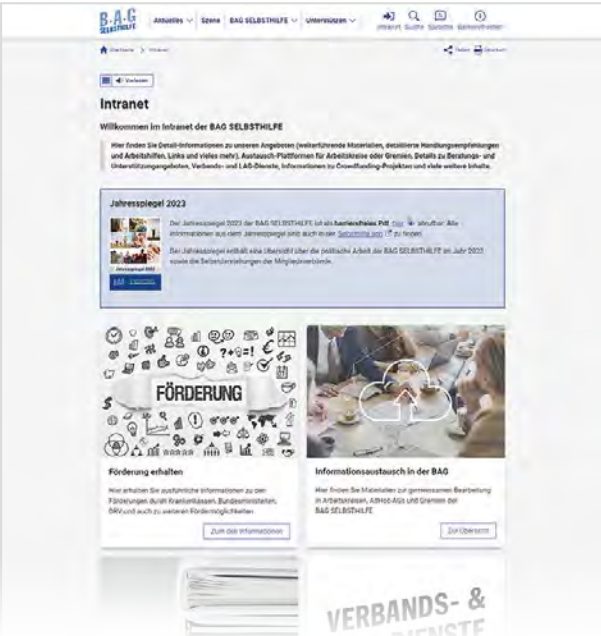 B·A·G
SELBSTHILFE
Aktuelles
Szene
BAG SELBSTHILFE
Unterstützen
Intranet
Suche
Sprache
Startseite > Intranet
Teilen
Drucken
Vorlesen
Intranet
Willkommen im Intranet der BAG SELBSTHILFE
Hier finden Sie Detail-Informationen zu unseren Angeboten (weiterführende Materialien, detaillierte Handlungsempfehlungen
und Arbeitshilfen, Links und vieles mehr), Austausch-Plattformen für Arbeitskreise oder Gremien, Details zu Beratungs- und
Unterstützungsangeboten, Verbands- und LAG-Dienste, Informationen zu Crowdfunding-Projekten und viele weitere Inhalte.
Jahresspiegel 2023
Der Jahresspiegel 2023 der BAG SELBSTHILFE ist als barrierefreies Pdf hier abrufbar. Alle
Informationen aus dem Jahresspiegel sind auch in der Selbsthilfe app zu finden.
Der Jahresspiegel enthält eine Übersicht über die politische Arbeit der BAG SELBSTHILFE im Jahr 2023
sowie die Selbstdarstellungen der Mitgliedsverbände.
FÖRDERUNG
Förderung erhalten
Hier erhalten Sie ausführliche Informationen zu den
Förderungen durch Krankenkassen, Bundesministerien,
DRV und auch zu weiteren Fördermöglichkeiten
Zum den Informationen
Informationsaustausch in der BAG
Hier finden Sie Materialien zur gemeinsamen Bearbeitung
in Arbeitskreisen, AdHoc-AGs und Gremien der
BAG SELBSTHILFE
Zur Übersicht
VERBANDS- &